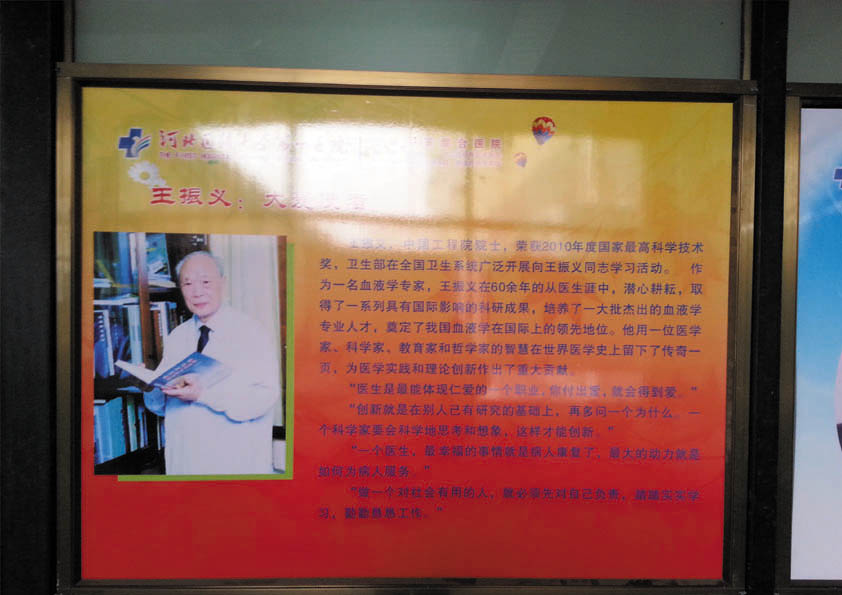 河北
THE FIRST
合医院
王振义：大
王振义，中国工程院院士，荣获2010年度国家最高科学技术
奖，卫生部在全国卫生系统广泛开展向王振义同志学习活动。 作
为一名血液学专家，王振义在60余年的从医生涯中，潜心耕耘，取
得了一系列具有国际影响的科研成果，培养了一大批杰出的血液学
专业人才，奠定了我国血液学在国际上的领先地位。他用一位医学
家、科学家、教育家和哲学家的智慧在世界医学史上留下了传奇一
页，为医学实践和理论创新作出了重大贡献。
“医生是最能体现仁爱的一个职业，你付出爱，就会得到爱。”
“创新就是在别人已有研究的基础上，再多问一个为什么。一
个科学家要会科学地思考和想象，这样才能创新。”
“一个医生，最幸福的事情就是病人康复了，最大的动力就是
如何为病人服务。”
“做一个对社会有用的人，就必须先对自己负责，踏踏实实学
习，勤勤恳恳工作。”